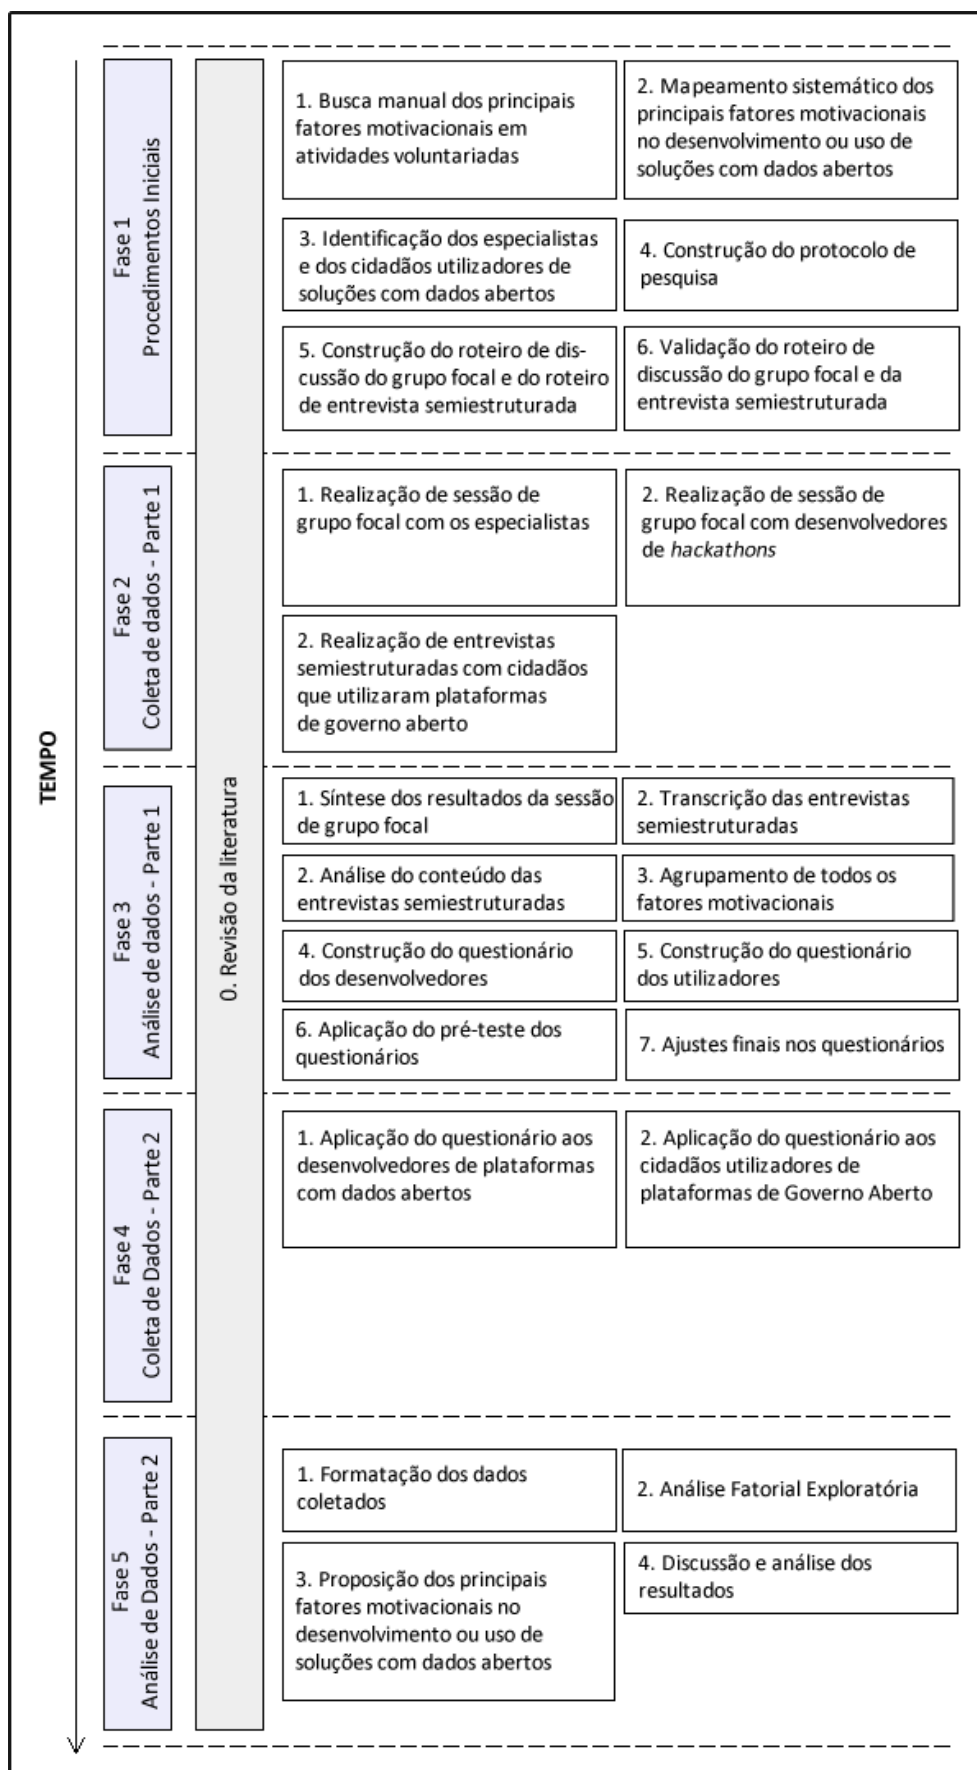 TEMPO
Fase 1
Procedimentos Iniciais
0. Revisão da literatura
1. Busca manual dos principais
fatores motivacionais em
atividades voluntariadas
2. Mapeamento sistemático dos
principais fatores motivacionais
no desenvolvimento ou uso de
soluções com dados abertos
3. Identificação dos especialistas
e dos cidadãos utilizadores de
soluções com dados abertos
4. Construção do protocolo de
pesquisa
5. Construção do roteiro de dis-
cussão do grupo focal e do roteiro
de entrevista semiestruturada
6. Validação do roteiro de
discussão do grupo focal e da
entrevista semiestruturada
Fase 2
Coleta de dados - Parte 1
1. Realização de sessão de
grupo focal com os especialistas
2. Realização de sessão de
grupo focal com desenvolvedores
de hackathons
2. Realização de entrevistas
semiestruturadas com cidadãos
que utilizaram plataformas
de governo aberto
Fase 3
Análise de dados - Parte 1
1. Síntese dos resultados da sessão
de grupo focal
2. Transcrição das entrevistas
semiestruturadas
2. Análise do conteúdo das
entrevistas semiestruturadas
3. Agrupamento de todos os
fatores motivacionais
4. Construção do questionário
dos desenvolvedores
5. Construção do questionário
dos utilizadores
6. Aplicação do pré-teste dos
questionários
7. Ajustes finais nos questionários
Fase 4
Coleta de Dados - Parte 2
1. Aplicação do questionário aos
desenvolvedores de plataformas
com dados abertos
2. Aplicação do questionário aos
cidadãos utilizadores de
plataformas de Governo Aberto
Fase 5
Análise de Dados - Parte 2
1. Formatação dos dados
coletados
2. Análise Fatorial Exploratória
3. Proposição dos principais
fatores motivacionais no
desenvolvimento ou uso de
soluções com dados abertos
4. Discussão e análise dos
resultados